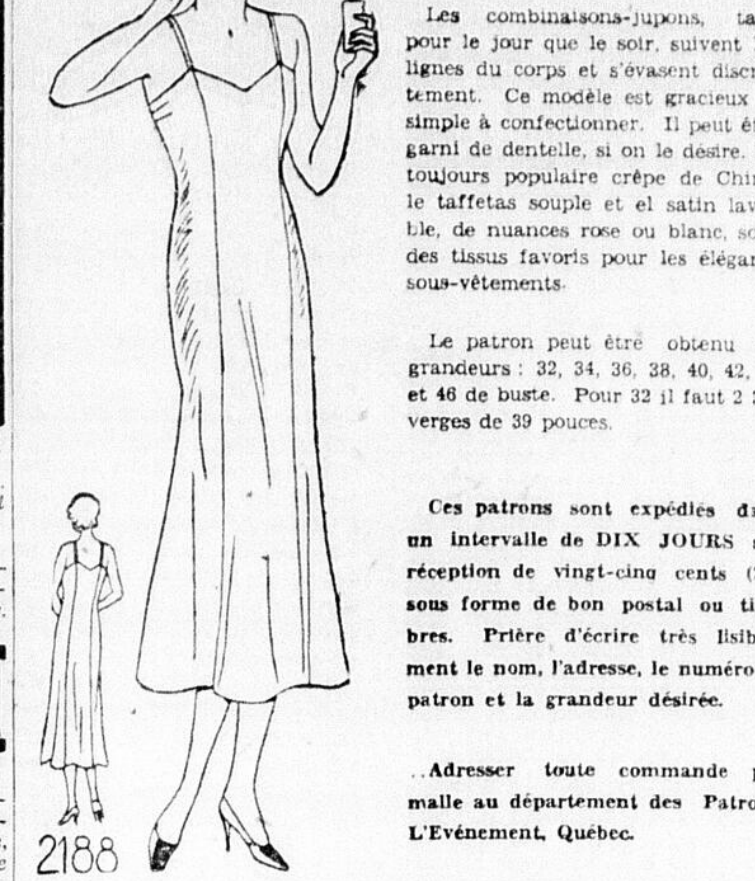 Les combinaisons-jupons, ta
pour le jour que le soir, suivent
lignes du corps et s'évasent discr
tement. Ce modèle est gracieux
simple à confectionner. Il peut êt
garni de dentelle, si on le désire.
toujours populaire crêpe de Chin
le taffetas souple et el satin lav
ble, de nuances rose ou blanc, so
des tissus favoris pour les élégan
sous-vêtements.
Le patron peut être obtenu
grandeurs : 32, 34, 36, 38, 40, 42,
et 46 de buste. Pour 32 il faut 2
verges de 39 pouces.
Ces patrons sont expédiés d
un intervalle de DIX JOURS s
réception de vingt-cinq cents (
sous forme de bon postal ou ti
bres. Prière d'écrire très lisib
ment le nom, l'adresse, le numéro
patron et la grandeur désirée.
..Adresser toute commande p
malle au département des Patro
L'Evénement, Québec.
2188